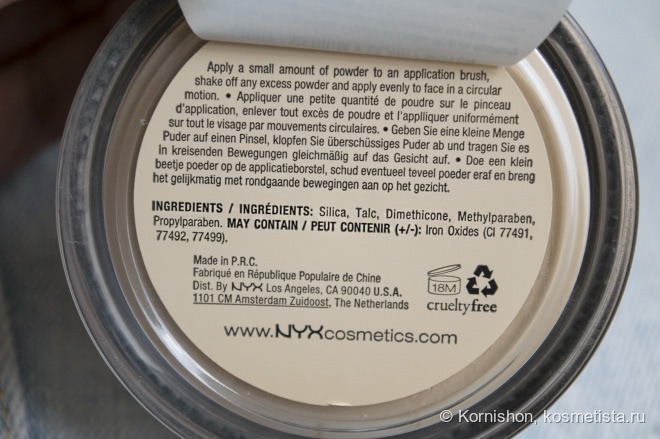 Apply a small amount of powder to an application brush,
shake off any excess powder and apply evenly to face in a circular
motion. • Appliquer une petite quantité de poudre sur le pinceau
d'application, enlever tout excès de poudre et l'apliiquer uniformément
sur tout le visage par mouvements circulaires. • Geben Sie eine kleine Menge
Puder auf einen Pinsel, klopfen Sie überschüssiges Puder ab und tragen Sie es
in kreisenden Bewegungen gleichmäßig auf das Gesicht auf. • Doe een klein
beetje poeder op de applicatieborstel, schud eventueel teveel poeder eraf en breng
het gelijkmatig met rondgaande bewegingen aan op het gezicht.
INGREDIENTS / INGRÉDIENTS: Silica, Talc, Dimethicone, Methylparaben,
Propylparaben. MAY CONTAIN / PEUT CONTENIR (+/-): Iron Oxides (CI 77491,
77492, 77499).
Made in P.R.C.
Fabriqué en République Populaire de Chine
Dist. By NYX Los Angeles, CA 90040 U.S.A.
1101 CM Amsterdam Zuidoost, The Netherlands
18M
crueltyfree
www.NYXcosmetics.com
© Kornishon, kosmetista.ru